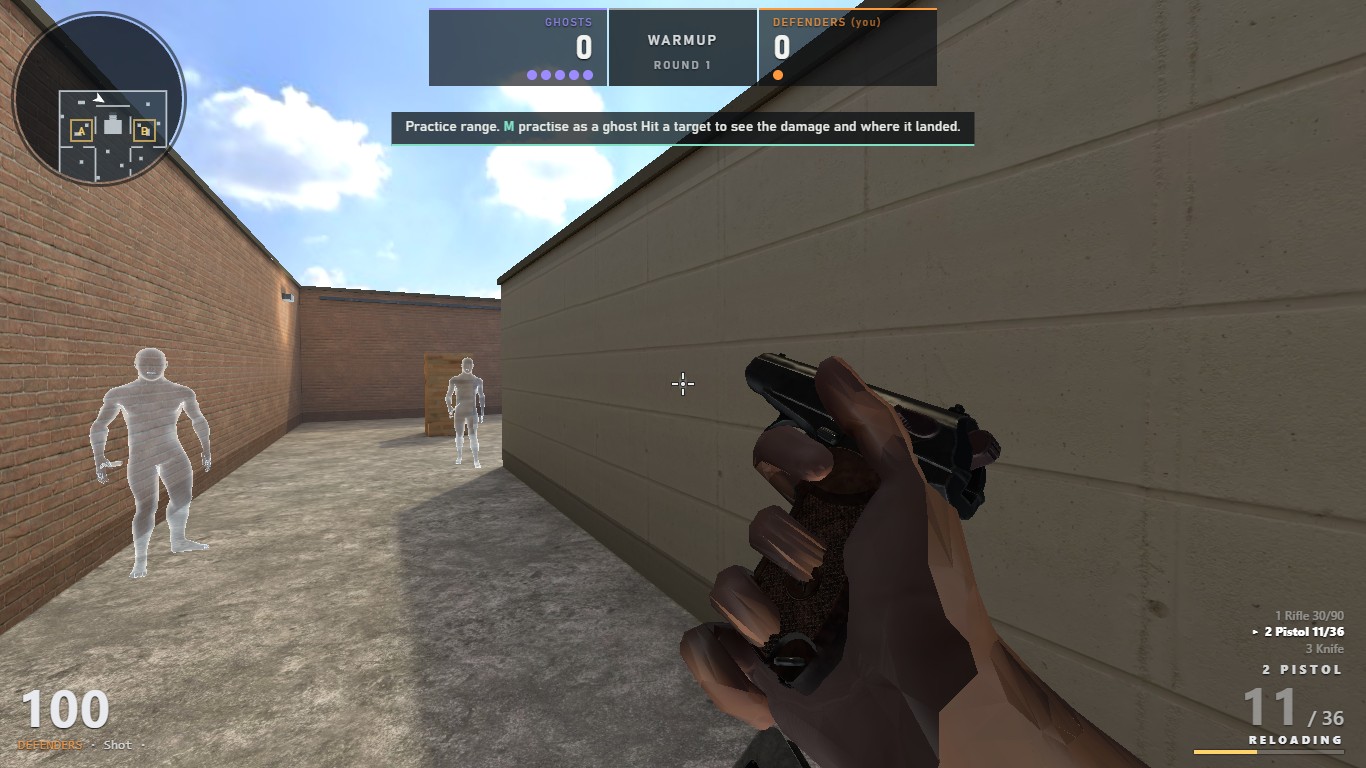 GHOSTS
0
WARMUP
ROUND 1
DEFENDERS (you)
0
A
B
Practice range. M practise as a ghost Hit a target to see the damage and where it landed.
1 Rifle 30/90
▸ 2 Pistol 11/36
3 Knife
2 PISTOL
11 / 36
RELOADING
100
DEFENDERS · Shot ·